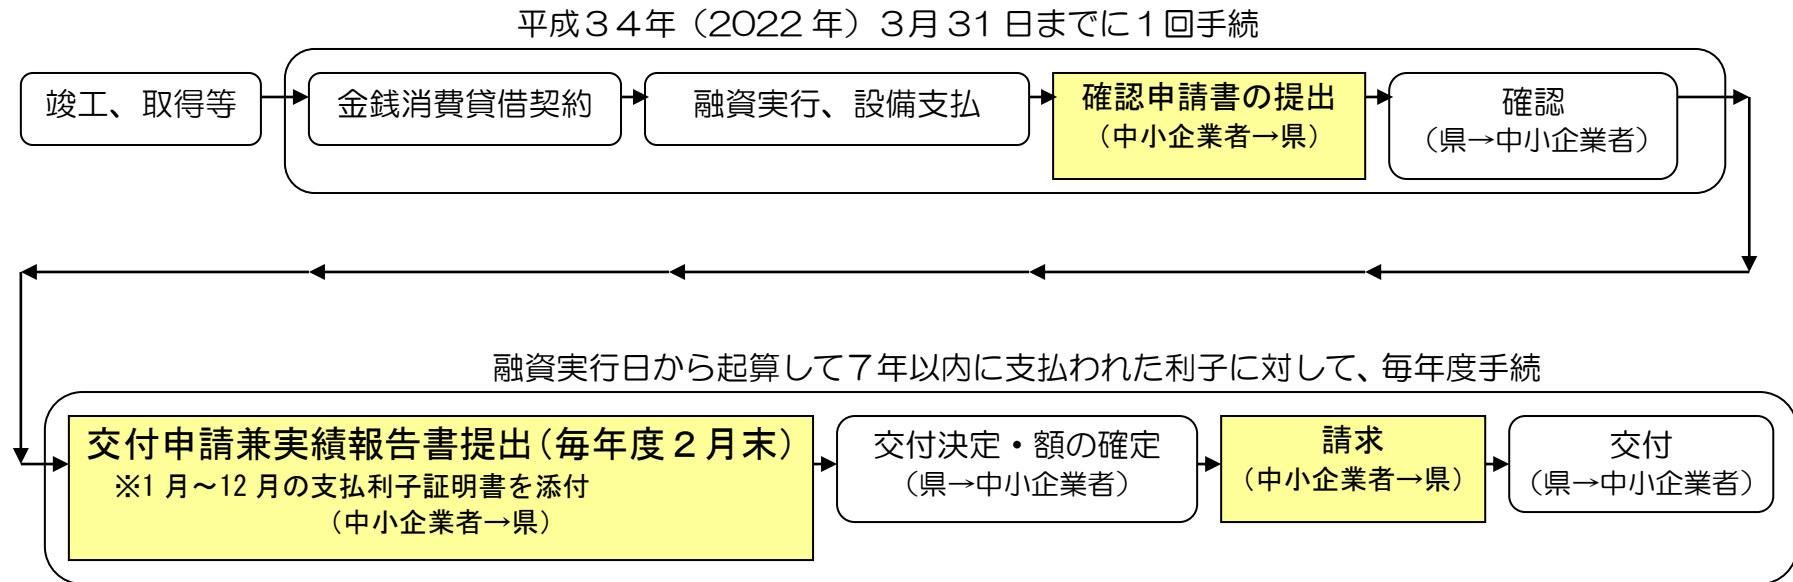 平成３４年（2022 年）３月 31 日までに１回手続
竣工、取得等
金銭消費貸借契約
融資実行、設備支払
確認申請書の提出
（中小企業者→県）
確認
（県→中小企業者）
融資実行日から起算して７年以内に支払われた利子に対して、毎年度手続
交付申請兼実績報告書提出（毎年度２月末）
※1 月～12 月の支払利子証明書を添付
（中小企業者→県）
交付決定・額の確定
（県→中小企業者）
請求
（中小企業者→県）
交付
（県→中小企業者）